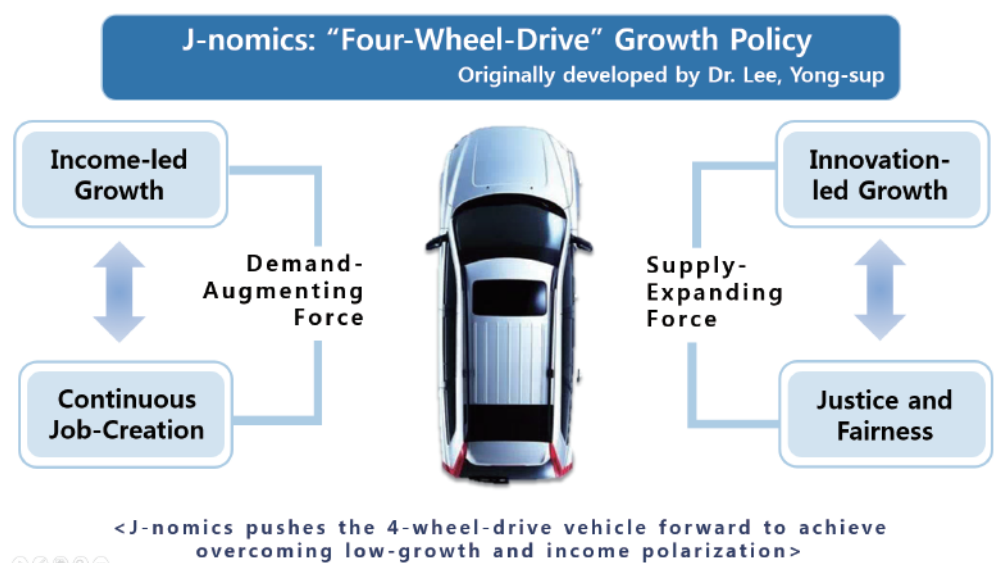 J-nomics: “Four-Wheel-Drive” Growth Policy
Originally developed by Dr. Lee, Yong-sup
Income-led
Growth
Demand-
Augmenting
Force
Continuous
Job-Creation
Innovation-
led Growth
Supply-
Expanding
Force
Justice and
Fairness
<J-nomics pushes the 4-wheel-drive vehicle forward to achieve
overcoming low-growth and income polarization>